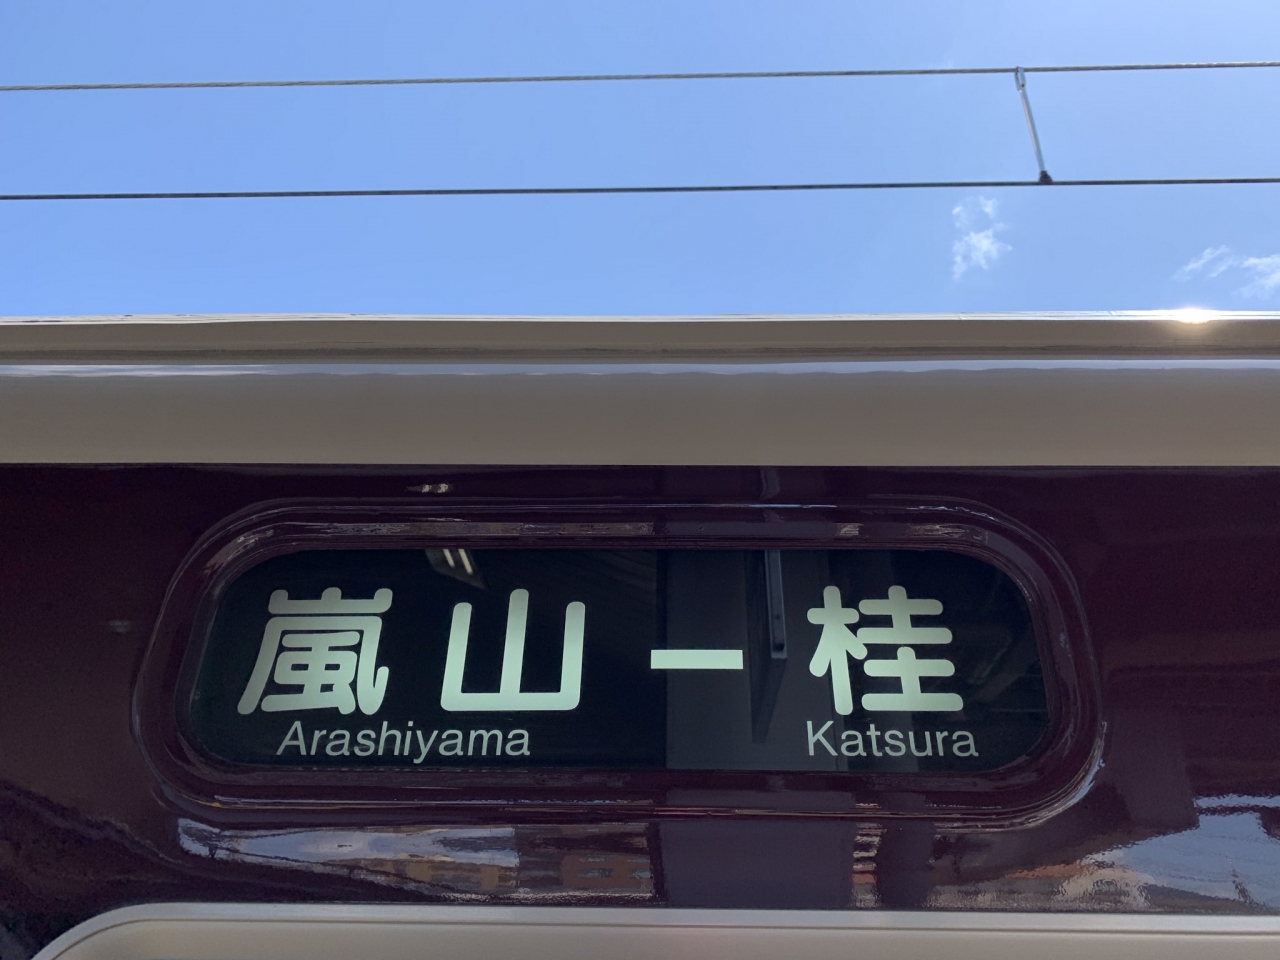 嵐山ー桂
Arashiyama Katsura